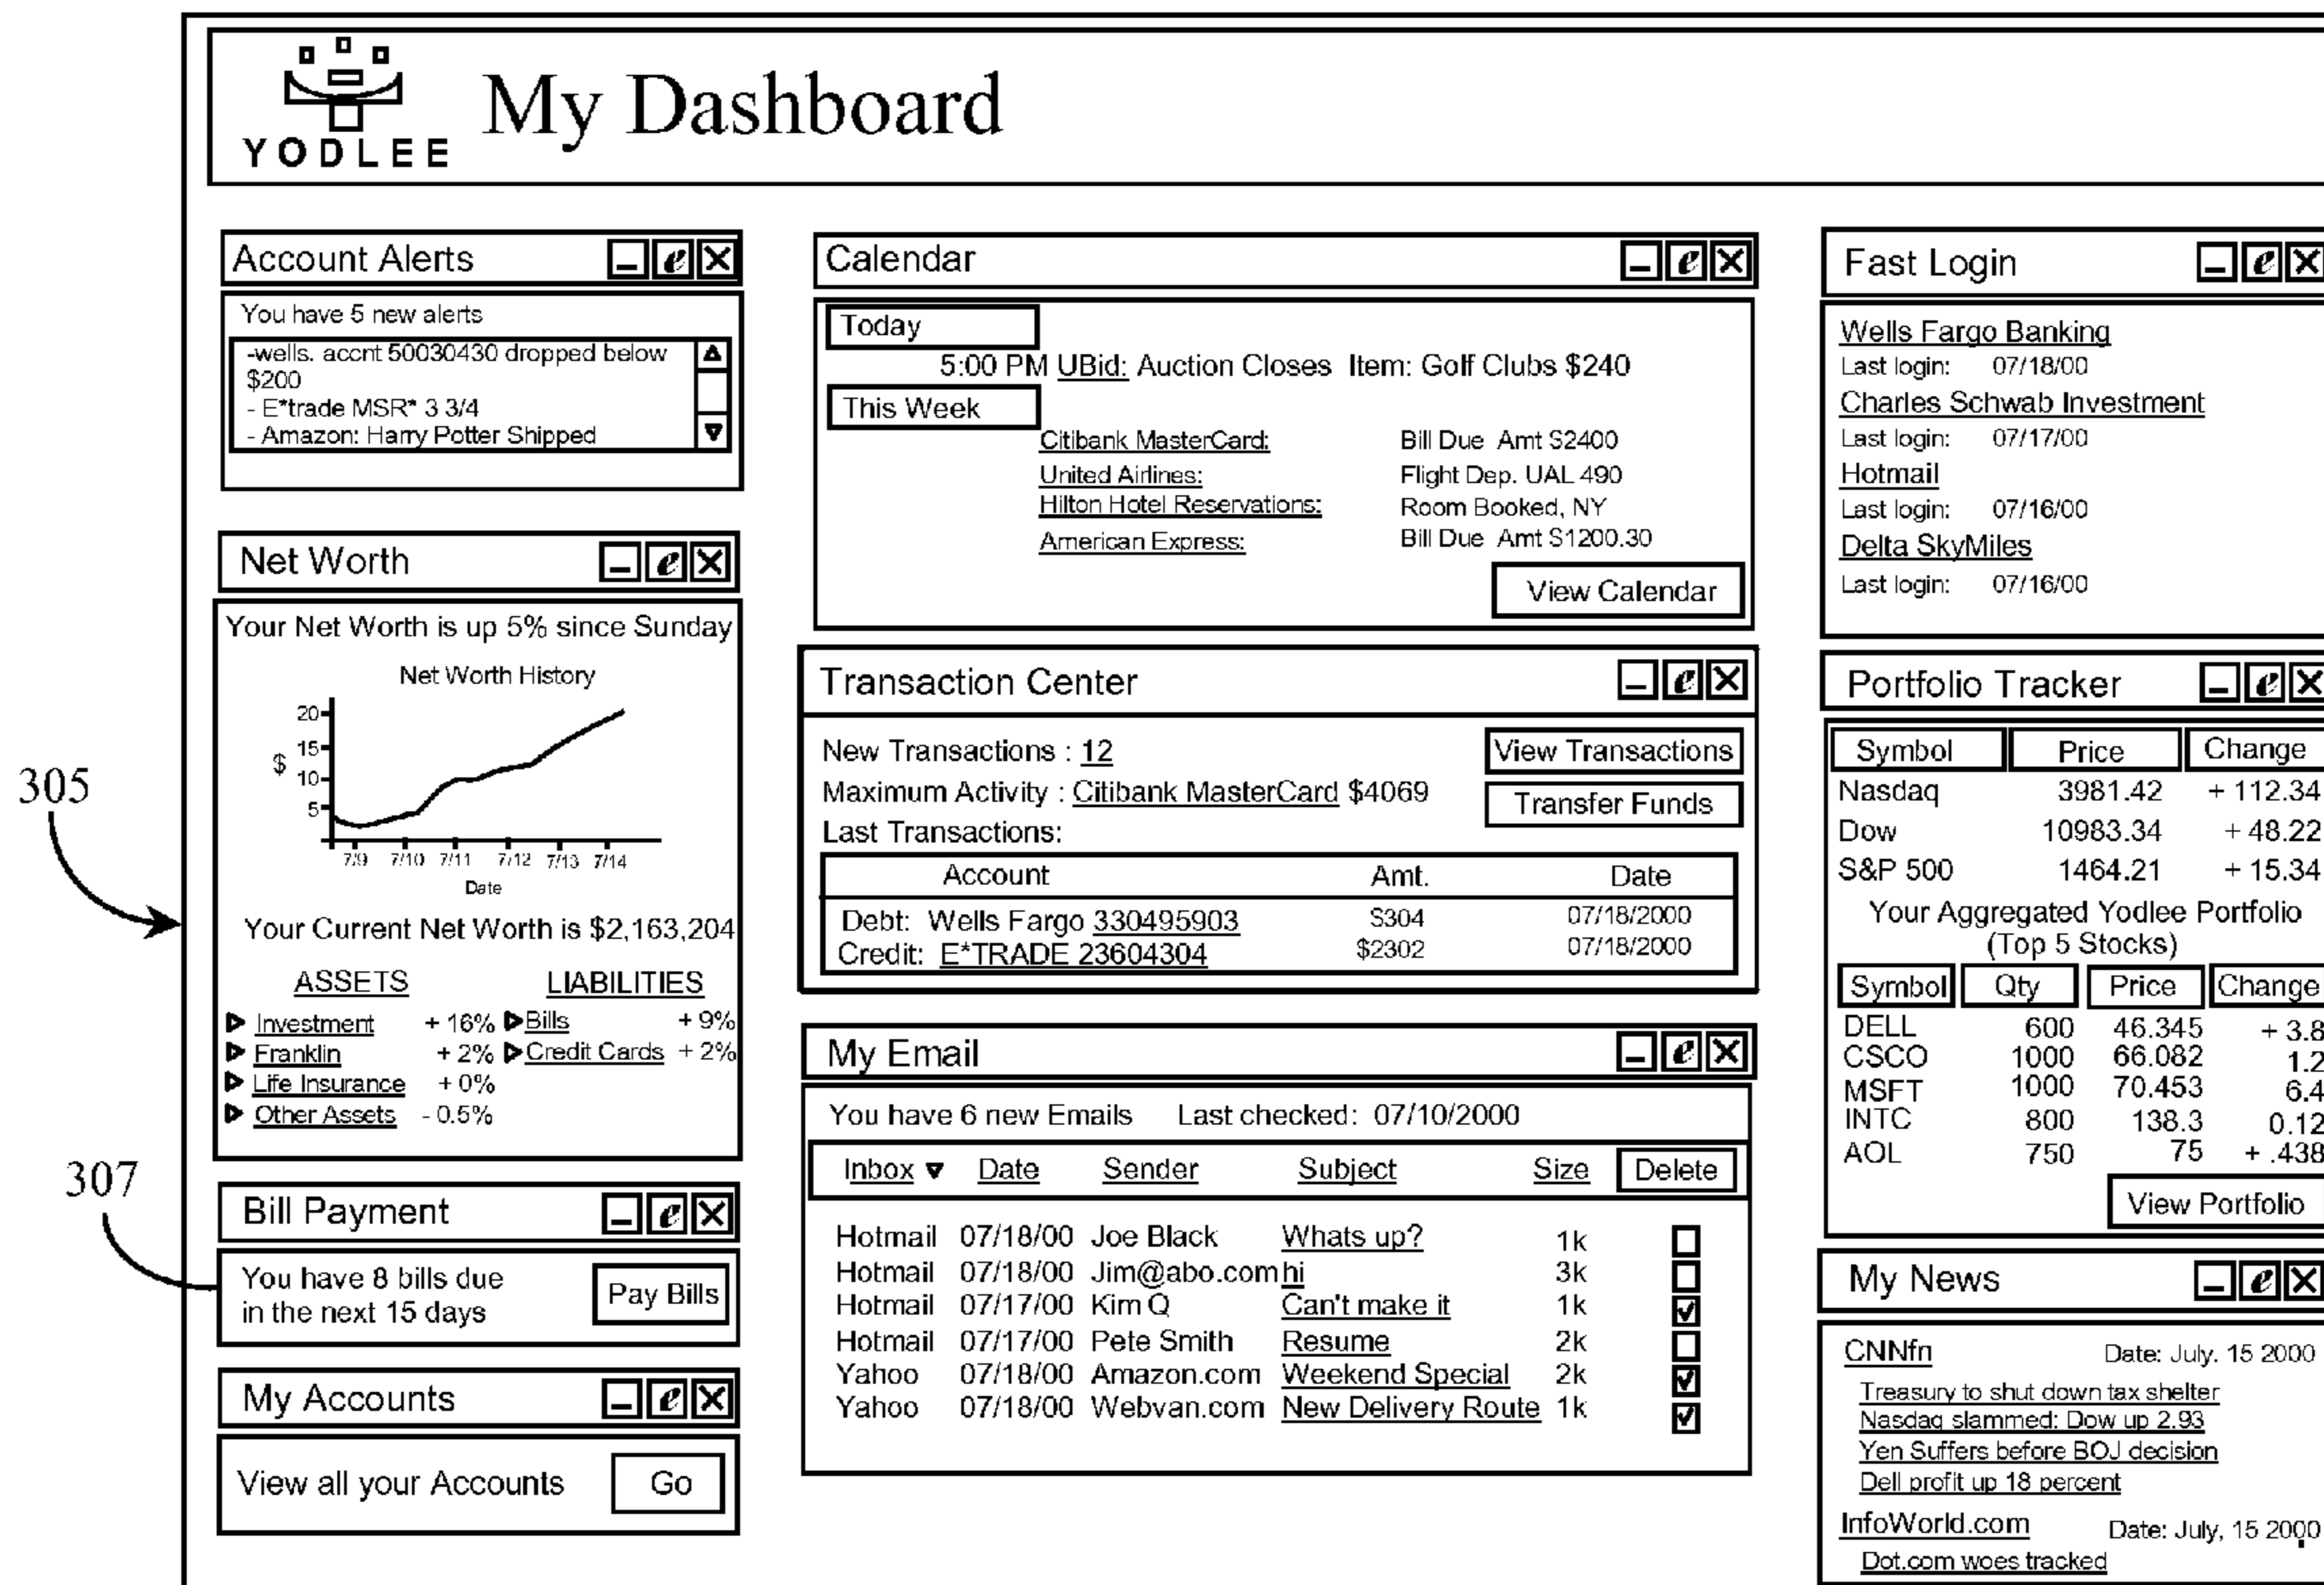 YODLEE
My Dashboard
Account Alerts
You have 5 new alerts
-wells. accnt 50030430 dropped below
$200
- E*trade MSR* 3 3/4
- Amazon: Harry Potter Shipped
Net Worth
Your Net Worth is up 5% since Sunday
Net Worth History
20
15
$
10
5
7/9 7/10 7/11 7/12 7/13 7/14
Date
Your Current Net Worth is $2,163,204
ASSETS LIABILITIES
Investment + 16% Bills + 9%
Franklin + 2% Credit Cards + 2%
Life Insurance + 0%
Other Assets - 0.5%
305
307
Bill Payment
You have 8 bills due
in the next 15 days
Pay Bills
My Accounts
View all your Accounts Go
Calendar
Today
5:00 PM UBid: Auction Closes Item: Golf Clubs $240
This Week
Citibank MasterCard: Bill Due Amt $2400
United Airlines: Flight Dep. UAL 490
Hilton Hotel Reservations: Room Booked, NY
American Express: Bill Due Amt $1200.30
View Calendar
Transaction Center
New Transactions : 12 View Transactions
Maximum Activity : Citibank MasterCard $4069 Transfer Funds
Last Transactions:
Account Amt. Date
Debt: Wells Fargo 330495903 $304 07/18/2000
Credit: E*TRADE 23604304 $2302 07/18/2000
My Email
You have 6 new Emails Last checked: 07/10/2000
Inbox Date Sender Subject Size Delete
Hotmail 07/18/00 Joe Black Whats up? 1k
Hotmail 07/18/00 Jim@abo.com hi 3k
Hotmail 07/17/00 Kim Q Can't make it 1k
Hotmail 07/17/00 Pete Smith Resume 2k
Yahoo 07/18/00 Amazon.com Weekend Special 2k
Yahoo 07/18/00 Webvan.com New Delivery Route 1k
Fast Login
Wells Fargo Banking
Last login: 07/18/00
Charles Schwab Investment
Last login: 07/17/00
Hotmail
Last login: 07/16/00
Delta SkyMiles
Last login: 07/16/00
Portfolio Tracker
Symbol Price Change
Nasdaq 3981.42 + 112.34
Dow 10983.34 + 48.22
S&P 500 1464.21 + 15.34
Your Aggregated Yodlee Portfolio
(Top 5 Stocks)
Symbol Qty Price Change
DELL 600 46.345 + 3.8
CSCO 1000 66.082 1.2
MSFT 1000 70.453 6.4
INTC 800 138.3 0.12
AOL 750 75 + .438
View Portfolio
My News
CNNfn Date: July. 15 2000
Treasury to shut down tax shelter
Nasdaq slammed: Dow up 2.93
Yen Suffers before BOJ decision
Dell profit up 18 percent
InfoWorld.com Date: July, 15 2000
Dot.com woes tracked